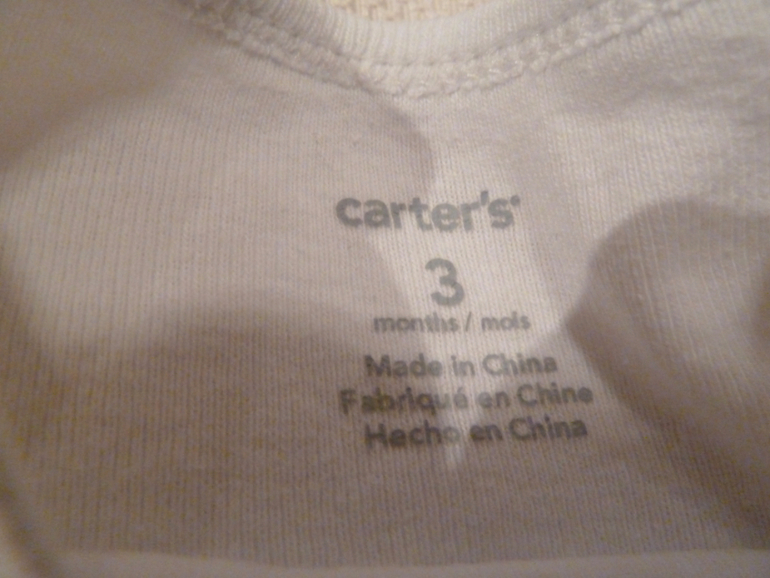 carter's
3
months / mois
Made in China
Fabriqué en Chine
Hecho en China